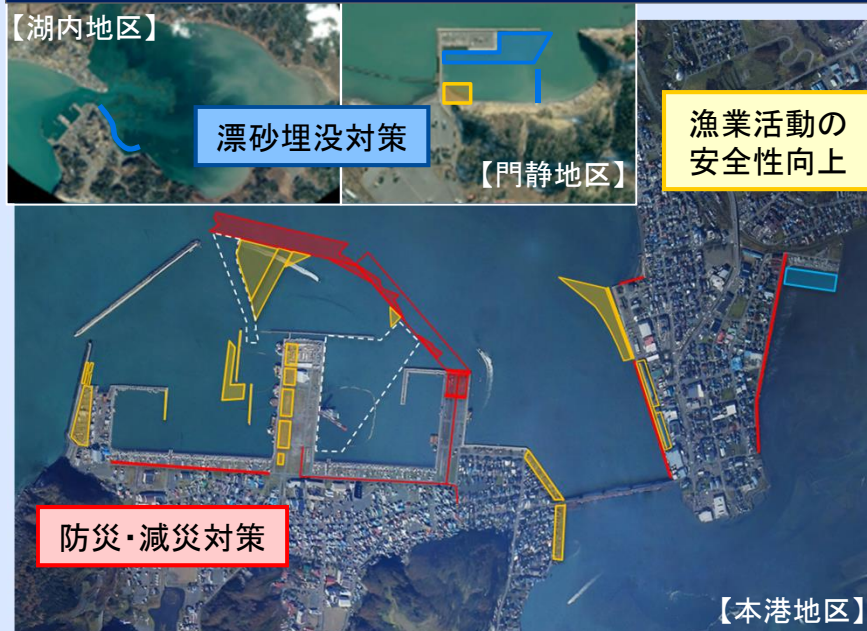 【湖内地区】
漂砂埋没対策
【門静地区】
漁業活動の
安全性向上
防災・減災対策
【本港地区】